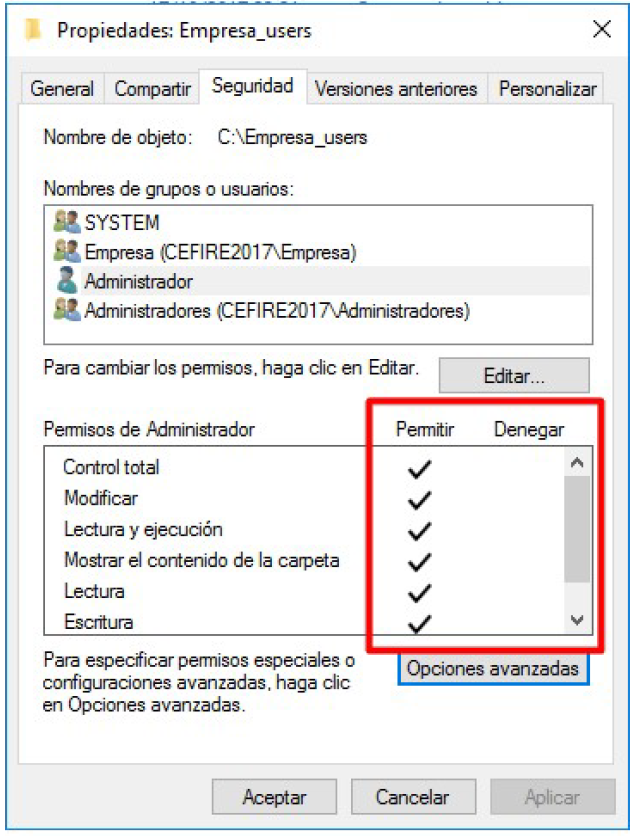 Propiedades: Empresa_users
General Compartir Seguridad Versiones anteriores Personalizar
Nombre de objeto: C:\Empresa_users
Nombres de grupos o usuarios:
SYSTEM
Empresa (CEFIRE2017\Empresa)
Administrador
Administradores (CEFIRE2017\Administradores)
Para cambiar los permisos, haga clic en Editar. Editar...
Permisos de Administrador Permitir Denegar
Control total
Modificar
Lectura y ejecución
Mostrar el contenido de la carpeta
Lectura
Escritura
Para especificar permisos especiales o
configuraciones avanzadas, haga clic
en Opciones avanzadas.
Opciones avanzadas
Aceptar Cancelar Aplicar